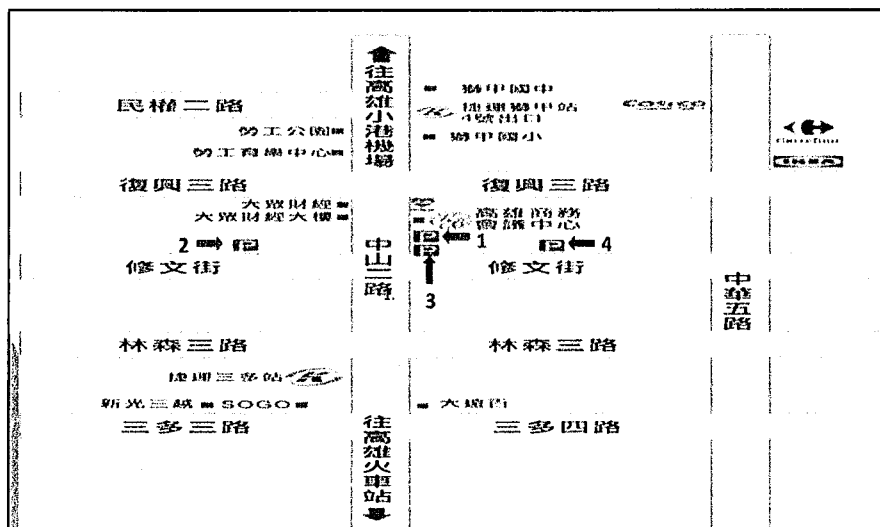 往高雄小港機場
民權二路
獅甲國中
捷運獅甲站
4號出口
獅甲國小
勞工公園
勞工育樂中心
Costco
Carrefour
IKEA
復興三路
復興三路
大眾財經
大眾財經大樓
高雄商務
會議中心
2
P
P
1
P
3
P
4
中山三路
中華五路
修文街
修文街
林森三路
林森三路
捷運三多站
新光三越
SOGO
大遠百
三多三路
三多四路
往高雄火車站